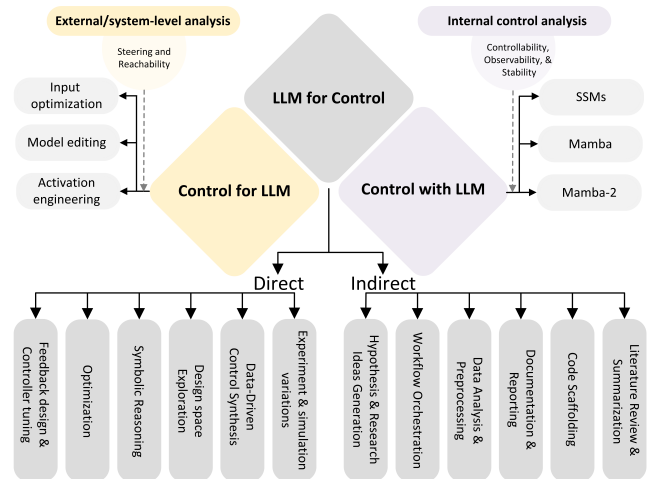 External/system-level analysis
Internal control analysis
Steering and
Reachability
Controllability,
Observability, &
Stability
Input
optimization
Model editing
Activation
engineering
LLM for Control
Control for LLM
Control with LLM
SSMs
Mamba
Mamba-2
Direct
Indirect
Feedback design &
Controller tuning
Optimization
Symbolic Reasoning
Design space
Exploration
Data-Driven
Control Synthesis
Experiment & simulation
variations
Hypothesis & Research
Ideas Generation
Workflow Orchestration
Data Analysis &
Preprocessing
Documentation &
Reporting
Code Scaffolding
Literature Review &
Summarization